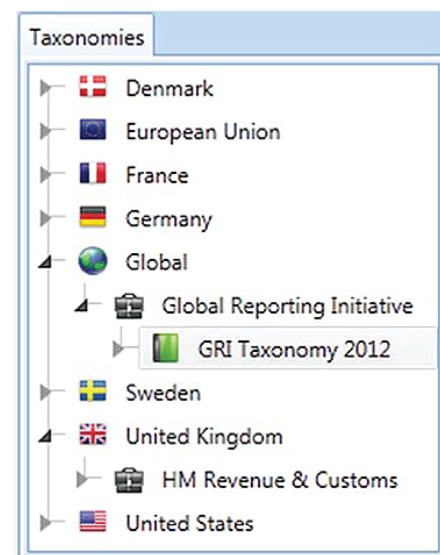 Taxonomies
Denmark
European Union
France
Germany
Global
Global Reporting Initiative
GRI Taxonomy 2012
Sweden
United Kingdom
HM Revenue & Customs
United States